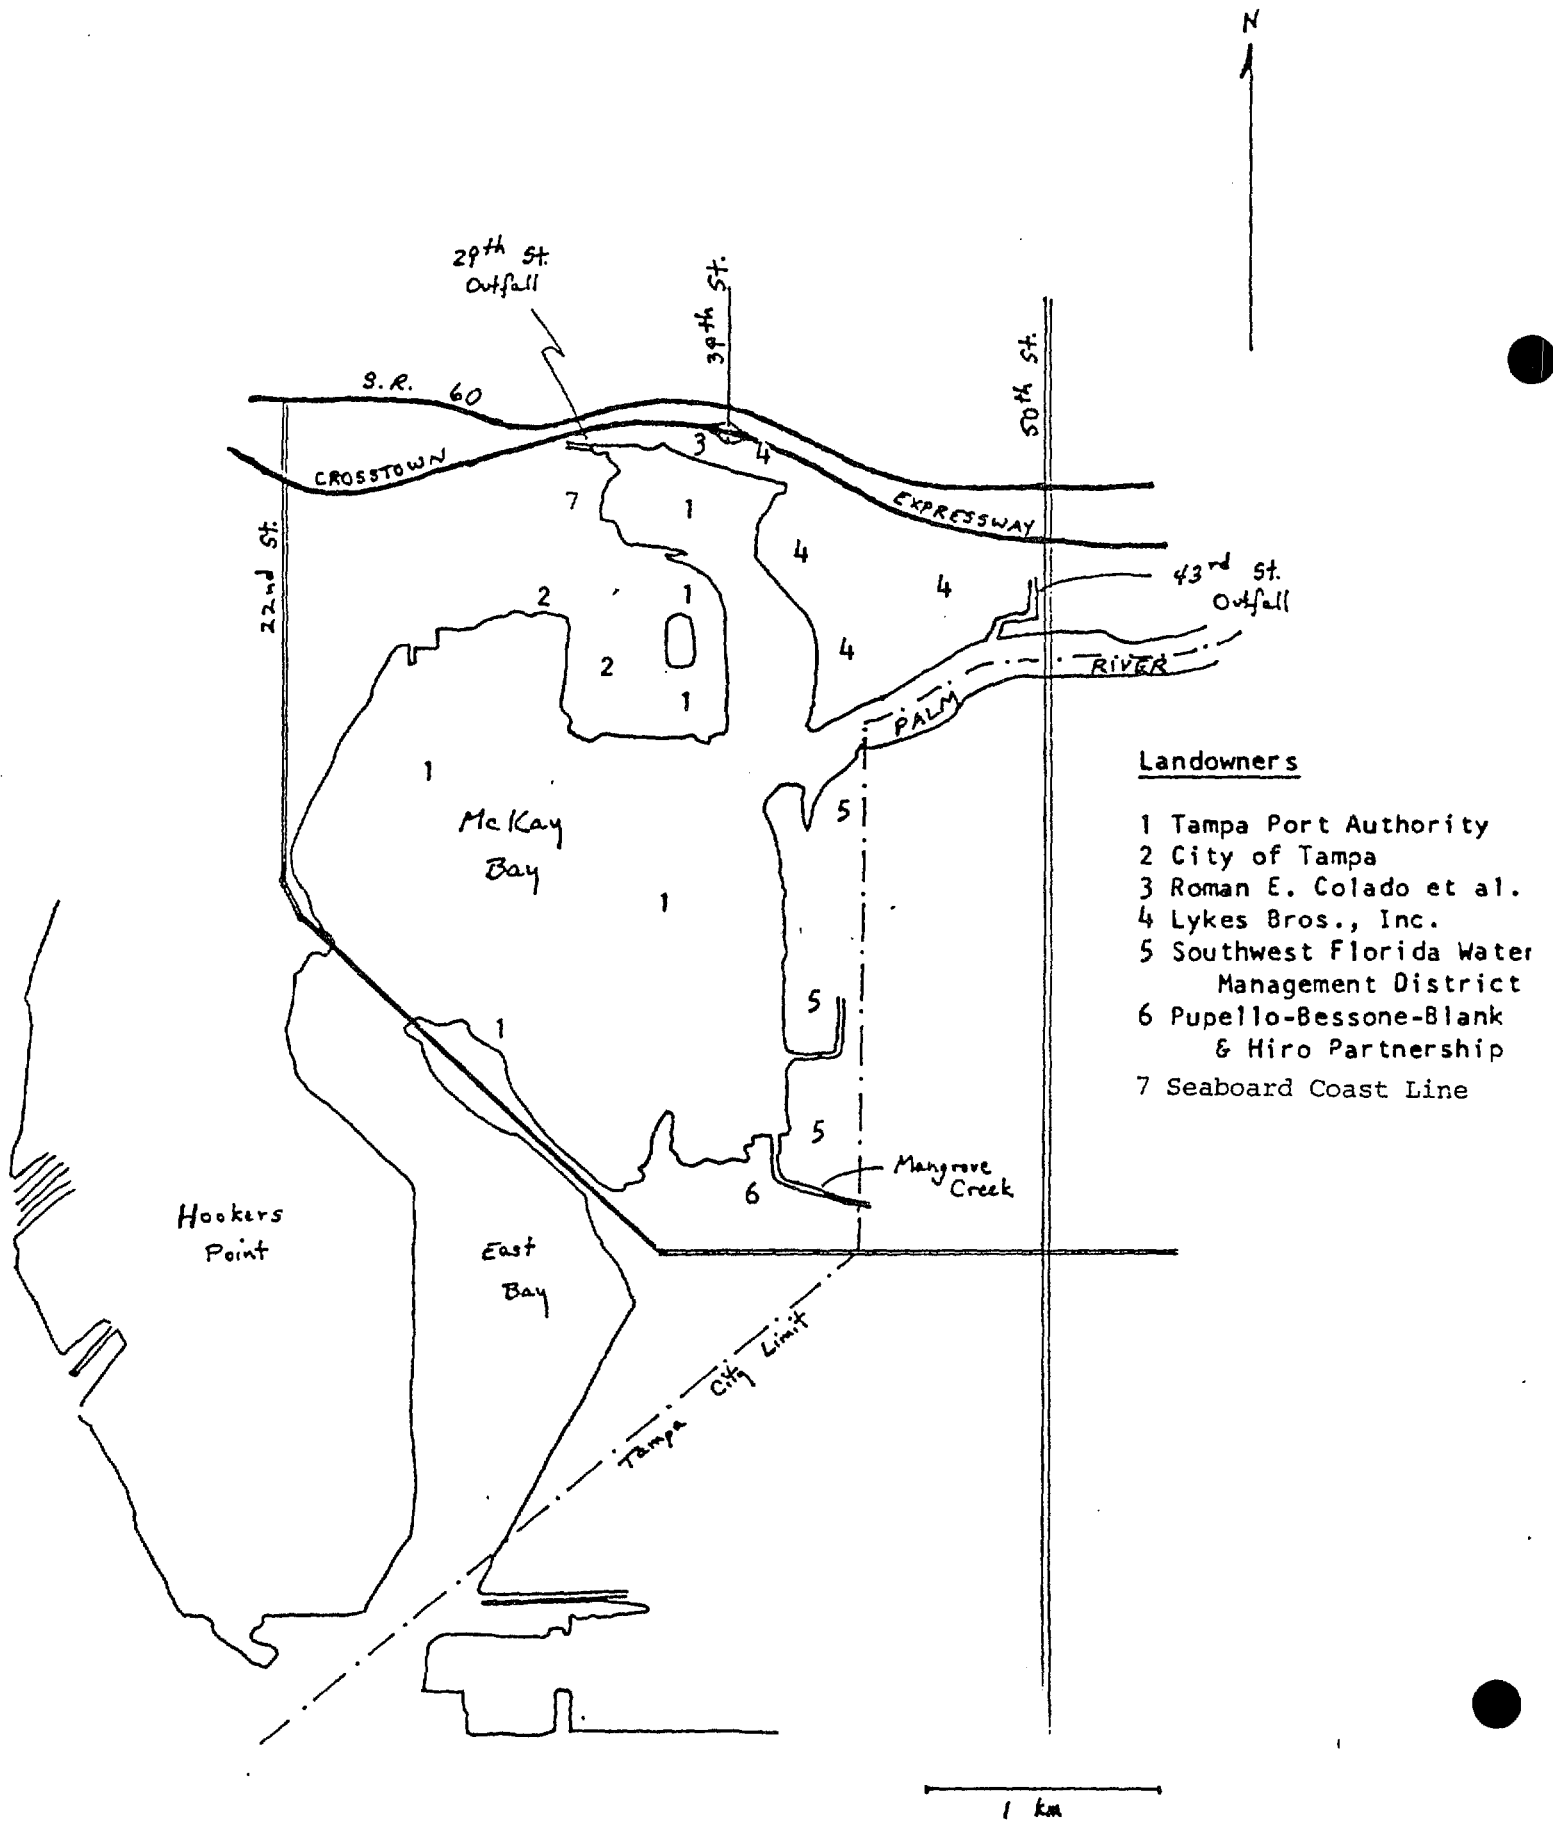 N
29th St.
Outfall
39th St.
50th St.
S.R. 60
CROSSTOWN
3
4
EXPRESSWAY
7
1
22nd St.
4
4
43rd St.
Outfall
2
1
4
2
RIVER
1
PALM
1
5
McKay
Bay
1
Landowners
1 Tampa Port Authority
2 City of Tampa
3 Roman E. Colado et al.
4 Lykes Bros., Inc.
5 Southwest Florida Water
Management District
6 Pupello-Bessone-Blank
& Hiro Partnership
7 Seaboard Coast Line
5
1
5
Mangrove
Creek
6
Hookers
Point
East
Bay
Tampa City Limit
1 km